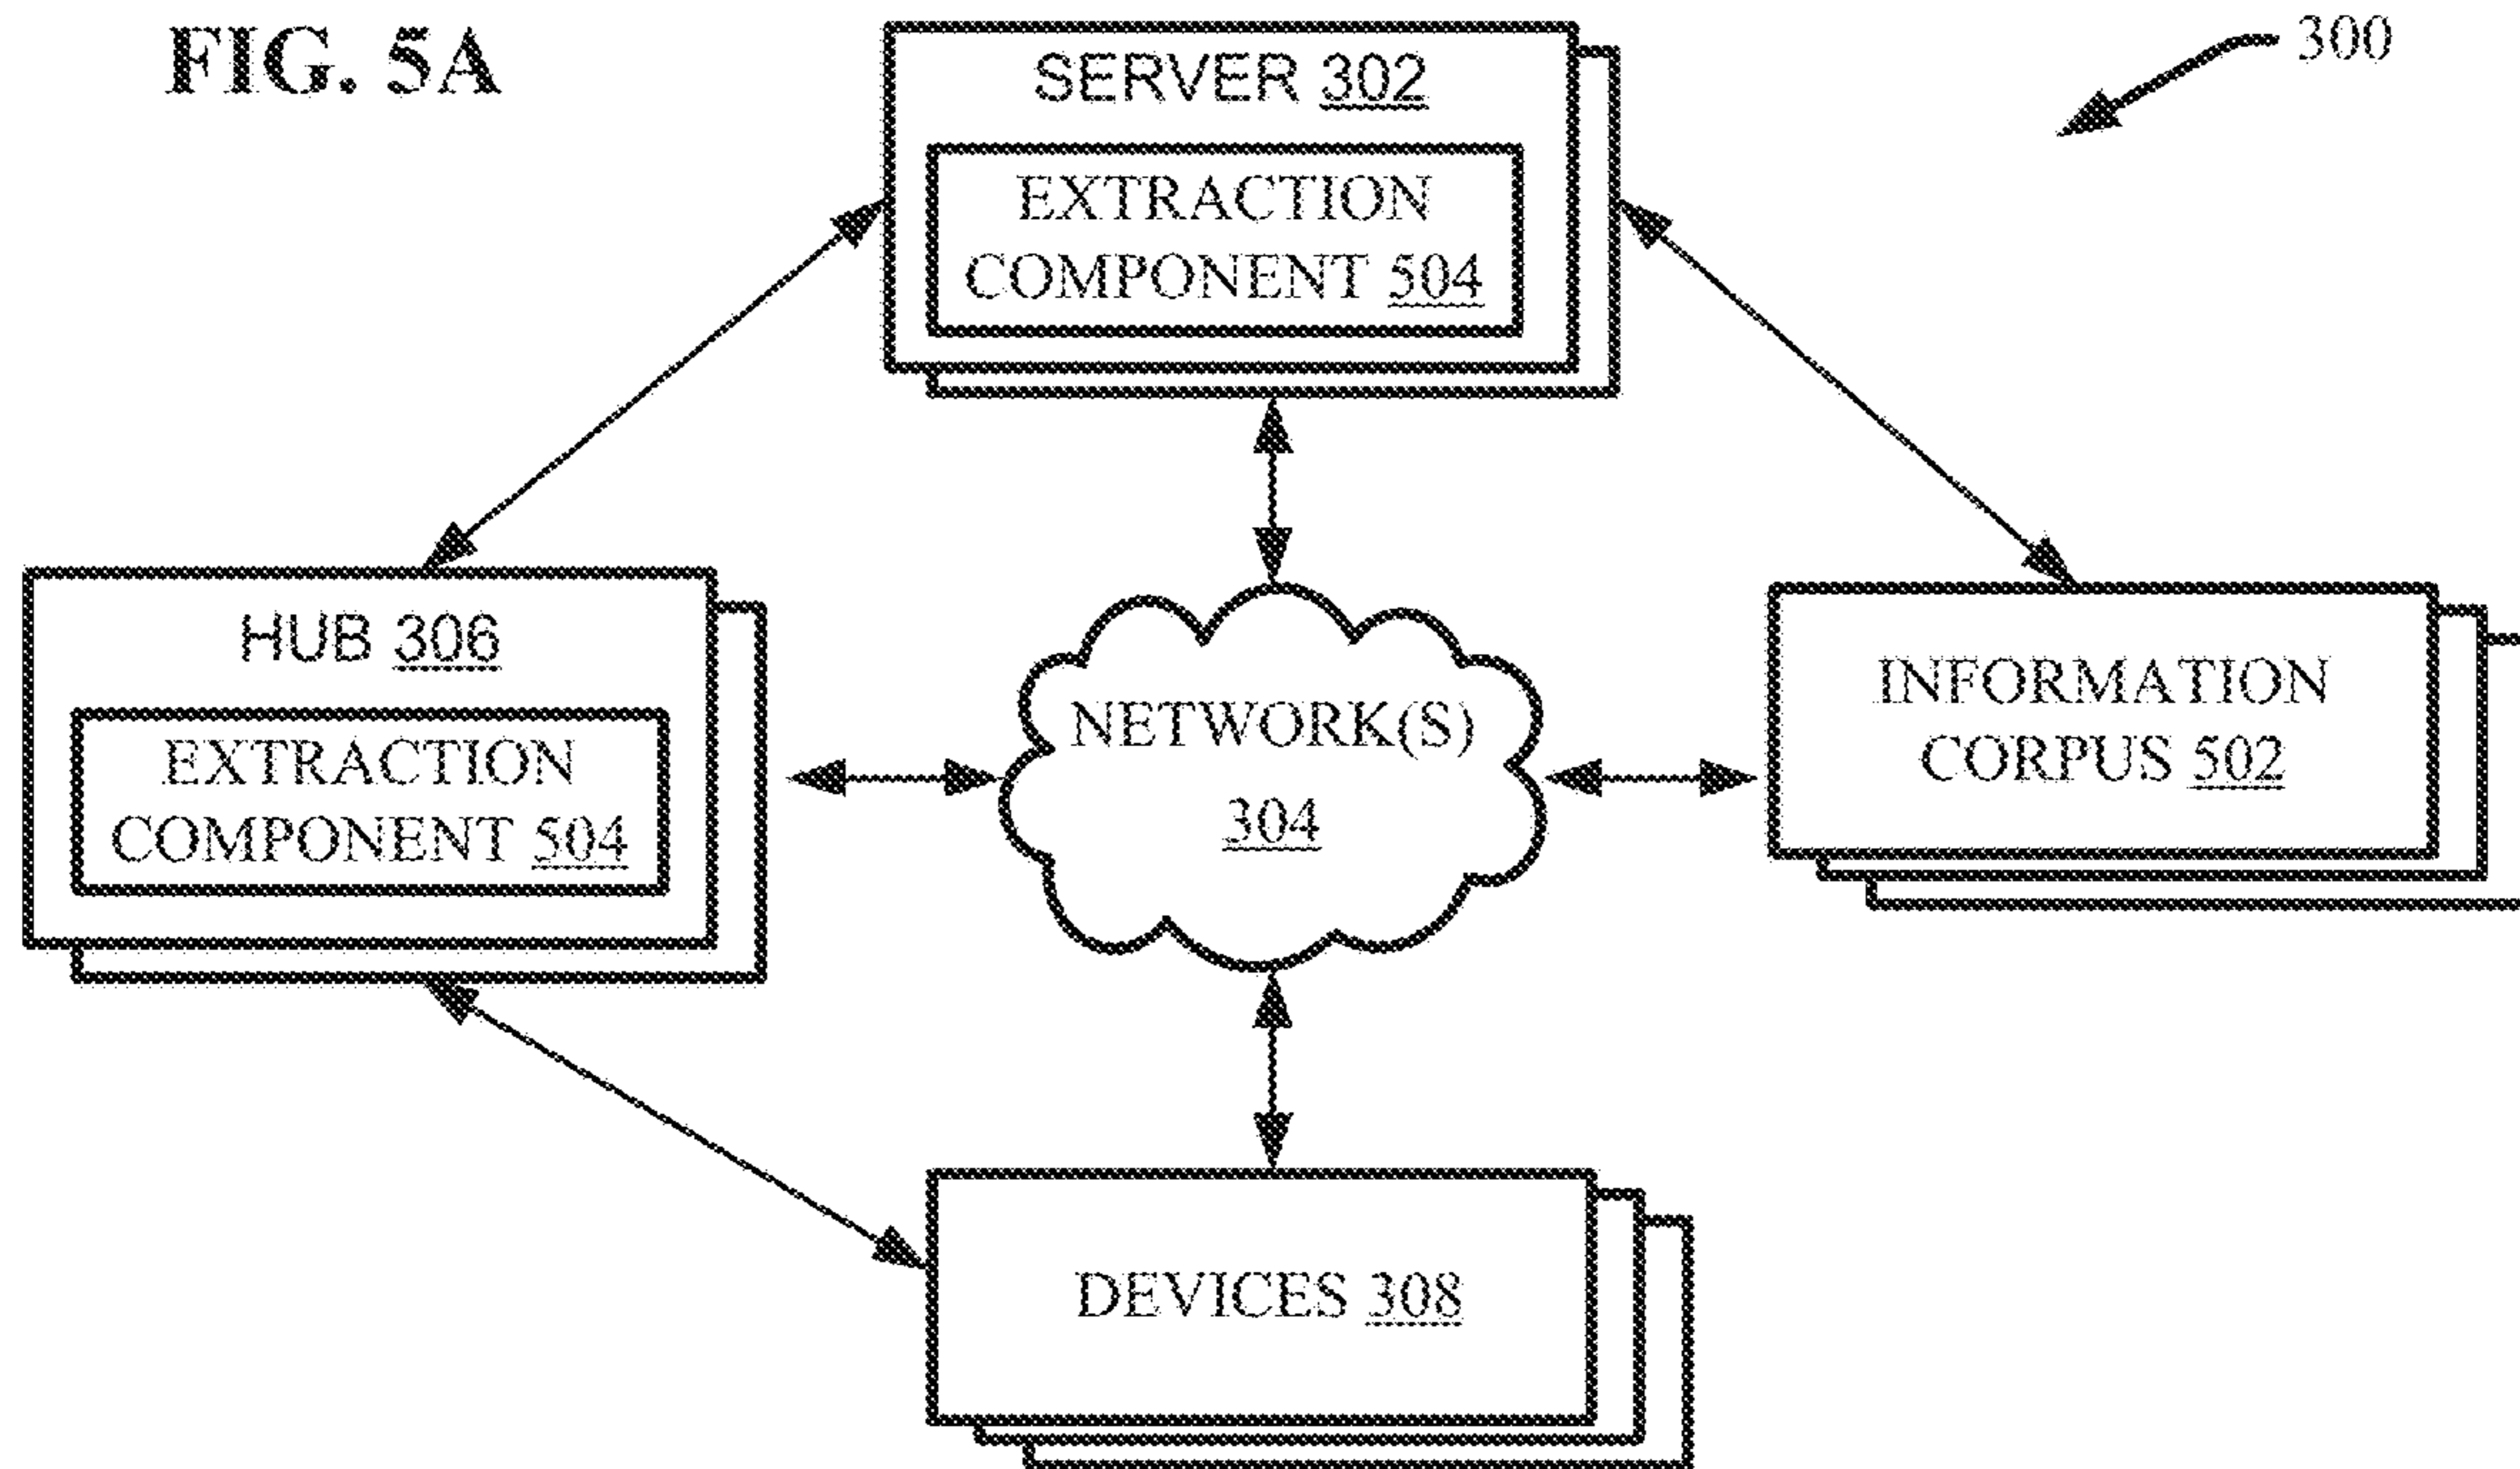 FIG. 5A
300
SERVER 302
EXTRACTION
COMPONENT 504
HUB 306
EXTRACTION
COMPONENT 504
NETWORK(S)
304
INFORMATION
CORPUS 502
DEVICES 308